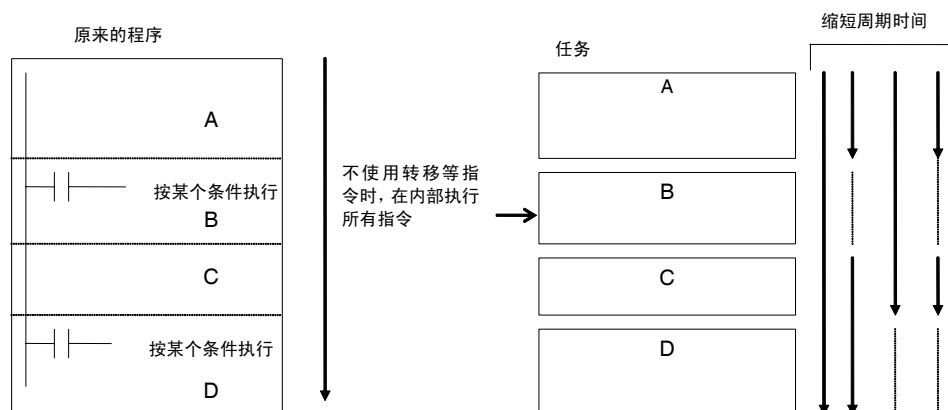 原来的程序
A
按某个条件执行
B
C
按某个条件执行
D
不使用转移等指
令时，在内部执行
所有指令
任务
A
B
C
D
缩短周期时间